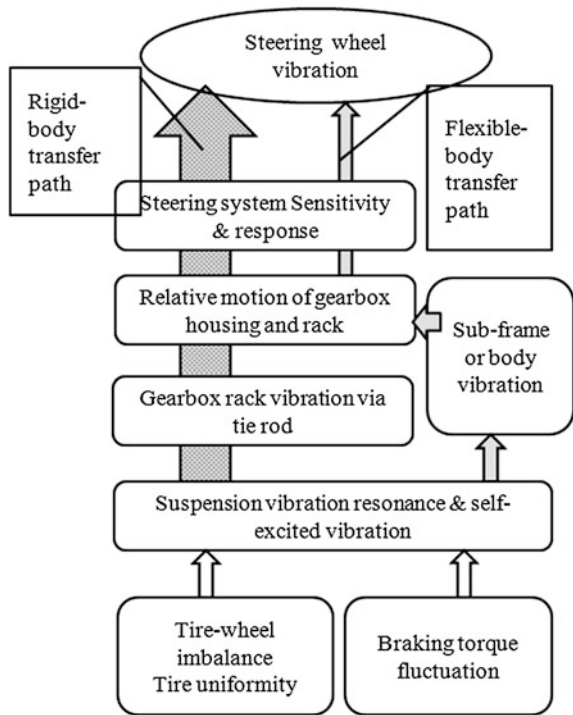 Steering wheel
vibration
Rigid-
body
transfer
path
Flexible-
body
transfer
path
Steering system Sensitivity
& response
Relative motion of gearbox
housing and rack
Sub-frame
or body
vibration
Gearbox rack vibration via
tie rod
Suspension vibration resonance & self-
excited vibration
Tire-wheel
imbalance
Tire uniformity
Braking torque
fluctuation